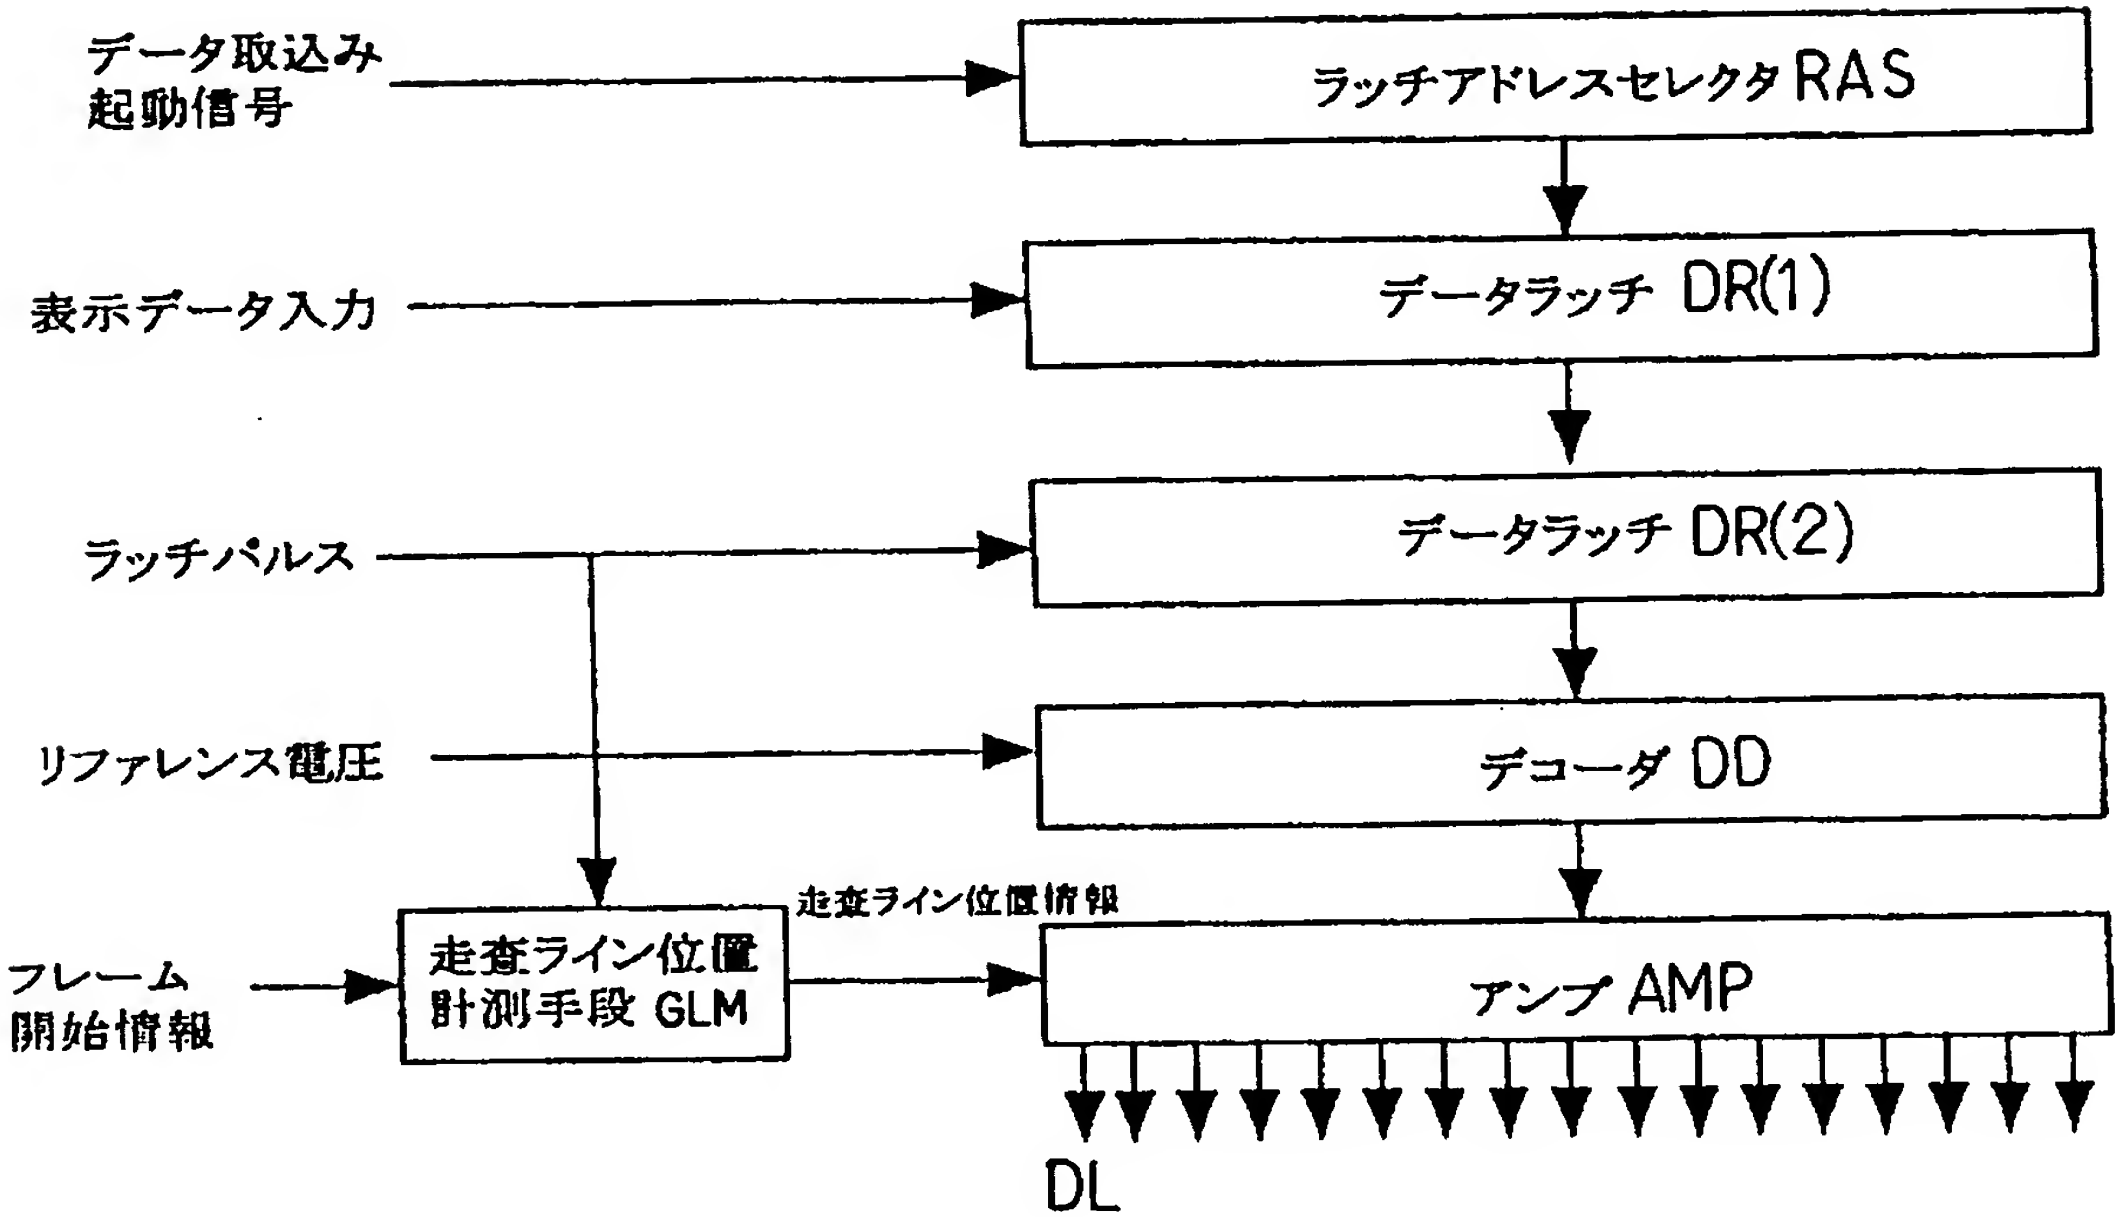 データ取込み
起動信号
ラッチアドレスセレクタ RAS
表示データ入力
データラッチ DR(1)
ラッチパルス
データラッチ DR(2)
リファレンス電圧
デコーダ DD
走査ライン位置情報
フレーム
開始情報
走査ライン位置
計測手段 GLM
アンプ AMP
DL